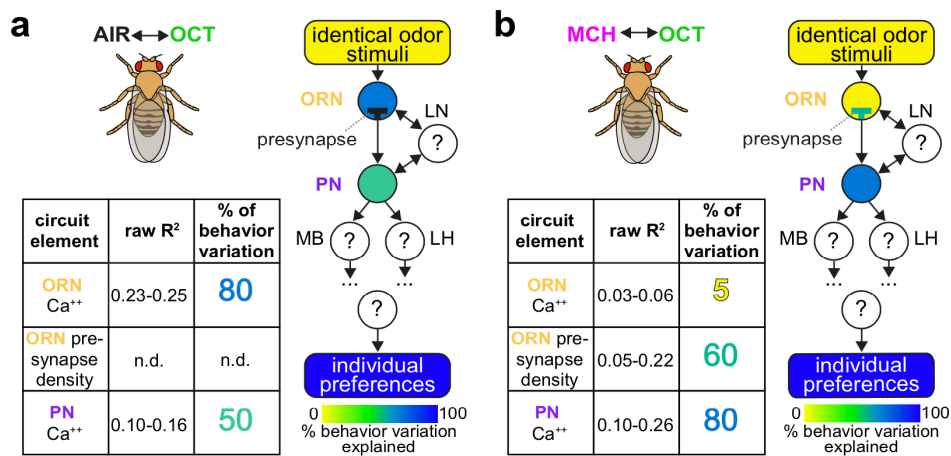 a
AIR OCT
identical odor
stimuli
ORN
LN
presynapse
?
PN
MB ? ? LH
... ...
?
individual
preferences
0 100
% behavior variation
explained
circuit
element
raw R²
% of
behavior
variation
ORN
Ca⁺⁺
0.23-0.25
80
ORN pre-
synapse
density
n.d.
n.d.
PN
Ca⁺⁺
0.10-0.16
50
b
MCH OCT
identical odor
stimuli
ORN
LN
presynapse
?
PN
MB ? ? LH
... ...
?
individual
preferences
0 100
% behavior variation
explained
circuit
element
raw R²
% of
behavior
variation
ORN
Ca⁺⁺
0.03-0.06
5
ORN pre-
synapse
density
0.05-0.22
60
PN
Ca⁺⁺
0.10-0.26
80